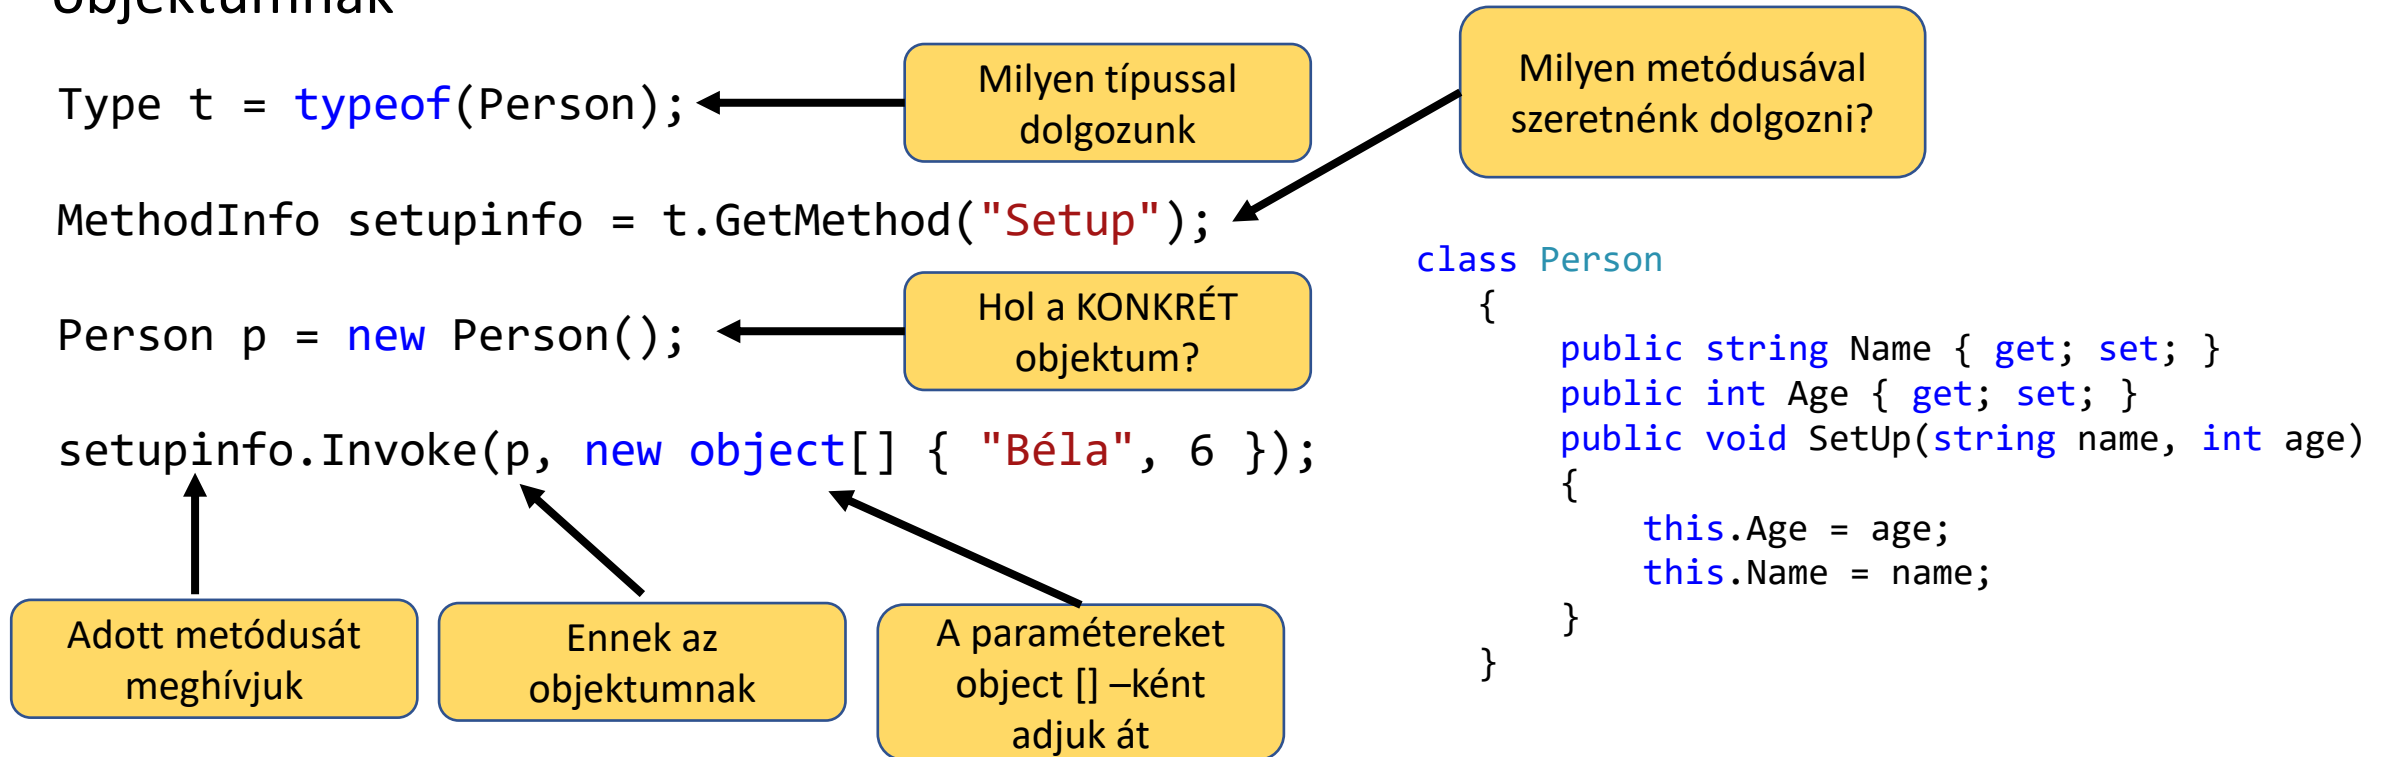 objektumnak
Milyen típussal
dolgozunk
Milyen metódusával
szeretnénk dolgozni?
Type t = typeof(Person);
MethodInfo setupinfo = t.GetMethod("Setup");
Hol a KONKRÉT
objektum?
Person p = new Person();
setupinfo.Invoke(p, new object[] { "Béla", 6 });
Adott metódusát
meghívjuk
Ennek az
objektumnak
A paramétereket
object [] –ként
adjuk át
class Person
{
public string Name { get; set; }
public int Age { get; set; }
public void SetUp(string name, int age)
{
this.Age = age;
this.Name = name;
}
}